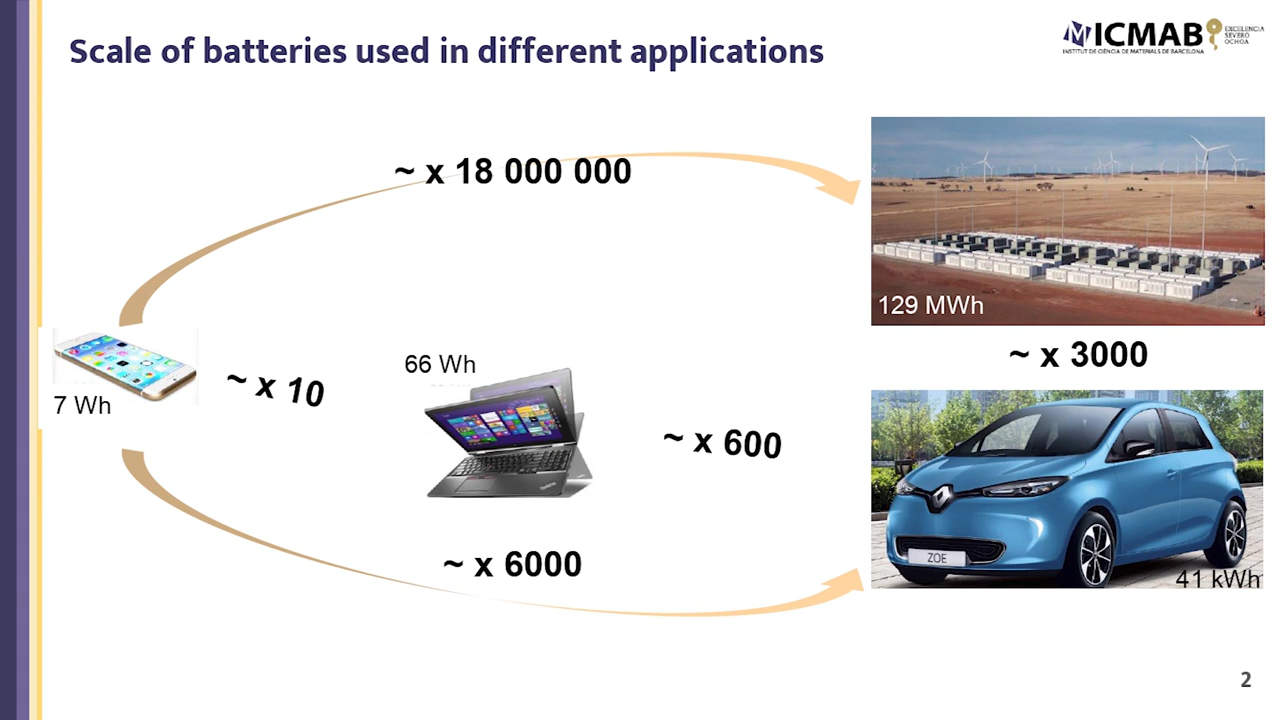 Scale of batteries used in different applications
MICMAB
EXCELENCIA
SEVERO
OCHOA
INSTITUT DE CIÈNCIA DE MATERIALS DE BARCELONA
~ x 18 000 000
129 MWh
~ x 3000
7 Wh
~ x 10
66 Wh
~ x 600
~ x 6000
ZOE
41 kWh
2